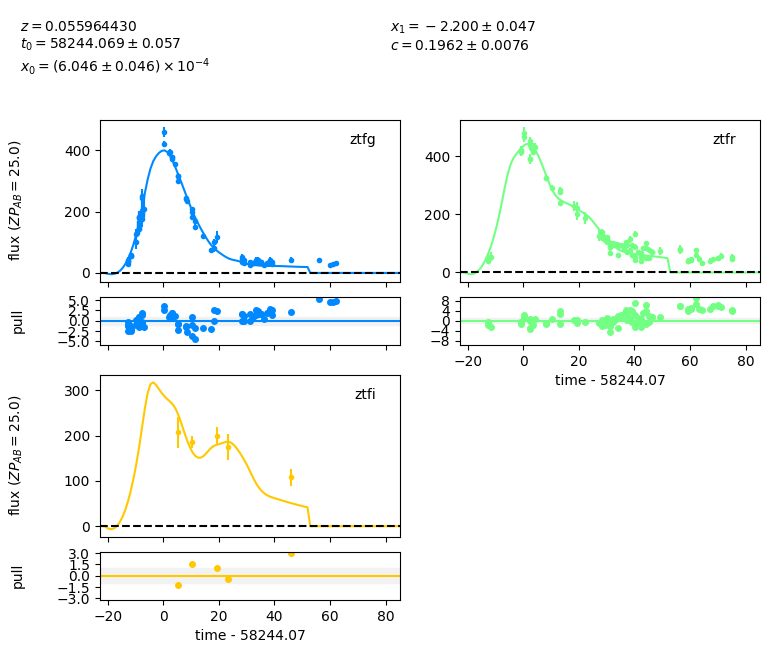 z = 0.055964430
t₀ = 58244.069 ± 0.057
x₀ = (6.046 ± 0.046) × 10⁻⁴
x₁ = −2.200 ± 0.047
c = 0.1962 ± 0.0076
flux (ZP_AB = 25.0)
400
200
0
ztfg
400
200
0
ztfr
pull
5.0
2.5
0.0
−2.5
−5.0
8
4
0
−4
−8
−20 0 20 40 60 80
time - 58244.07
flux (ZP_AB = 25.0)
300
200
100
0
ztfi
pull
3.0
1.5
0.0
−1.5
−3.0
−20 0 20 40 60 80
time - 58244.07